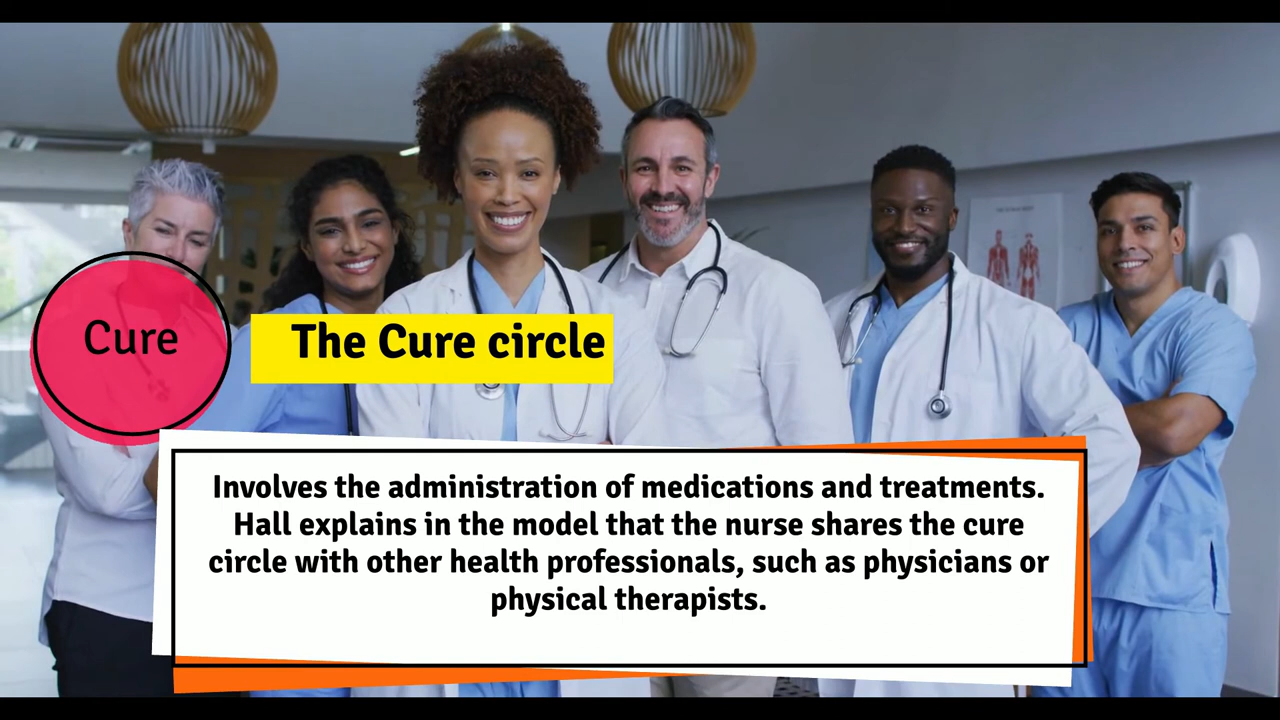 Cure
The Cure circle
Involves the administration of medications and treatments.
Hall explains in the model that the nurse shares the cure
circle with other health professionals, such as physicians or
physical therapists.